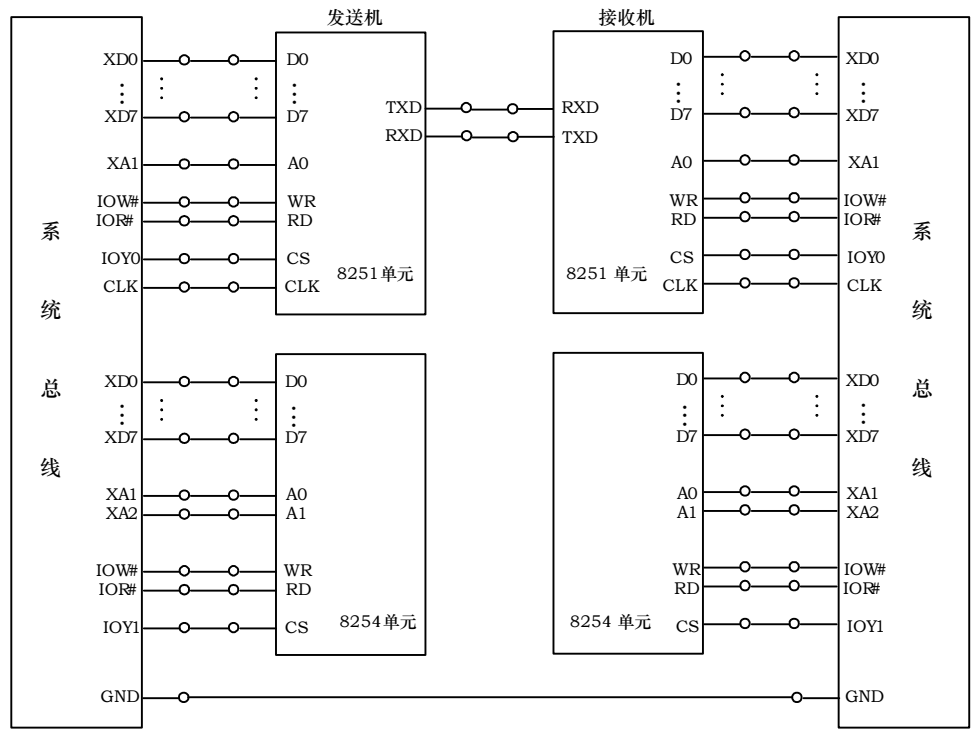 发送机
接收机
XD0
XD7
XA1
IOW#
IOR#
IOY0
CLK
D0
D7
A0
WR
RD
CS
CLK
TXD
RXD
8251单元
RXD
TXD
D0
D7
A0
WR
RD
CS
CLK
8251 单元
XD0
XD7
XA1
IOW#
IOR#
IOY0
CLK
系
统
总
线
系
统
总
线
XD0
XD7
XA1
XA2
IOW#
IOR#
IOY1
D0
D7
A0
A1
WR
RD
CS
8254单元
D0
D7
A0
A1
WR
RD
CS
8254 单元
XD0
XD7
XA1
XA2
IOW#
IOR#
IOY1
GND
GND